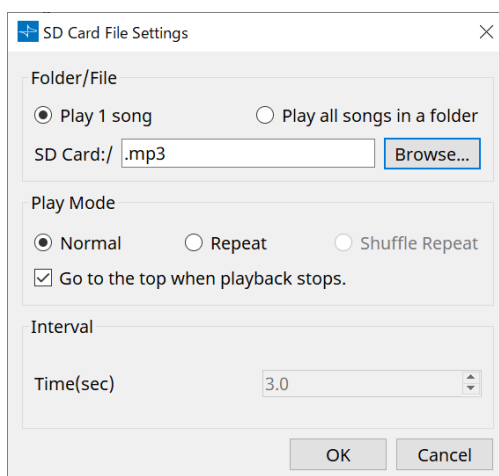 SD Card File Settings
Folder/File
Play 1 song Play all songs in a folder
SD Card:/ .mp3 Browse...
Play Mode
Normal Repeat Shuffle Repeat
Go to the top when playback stops.
Interval
Time(sec) 3.0
OK Cancel